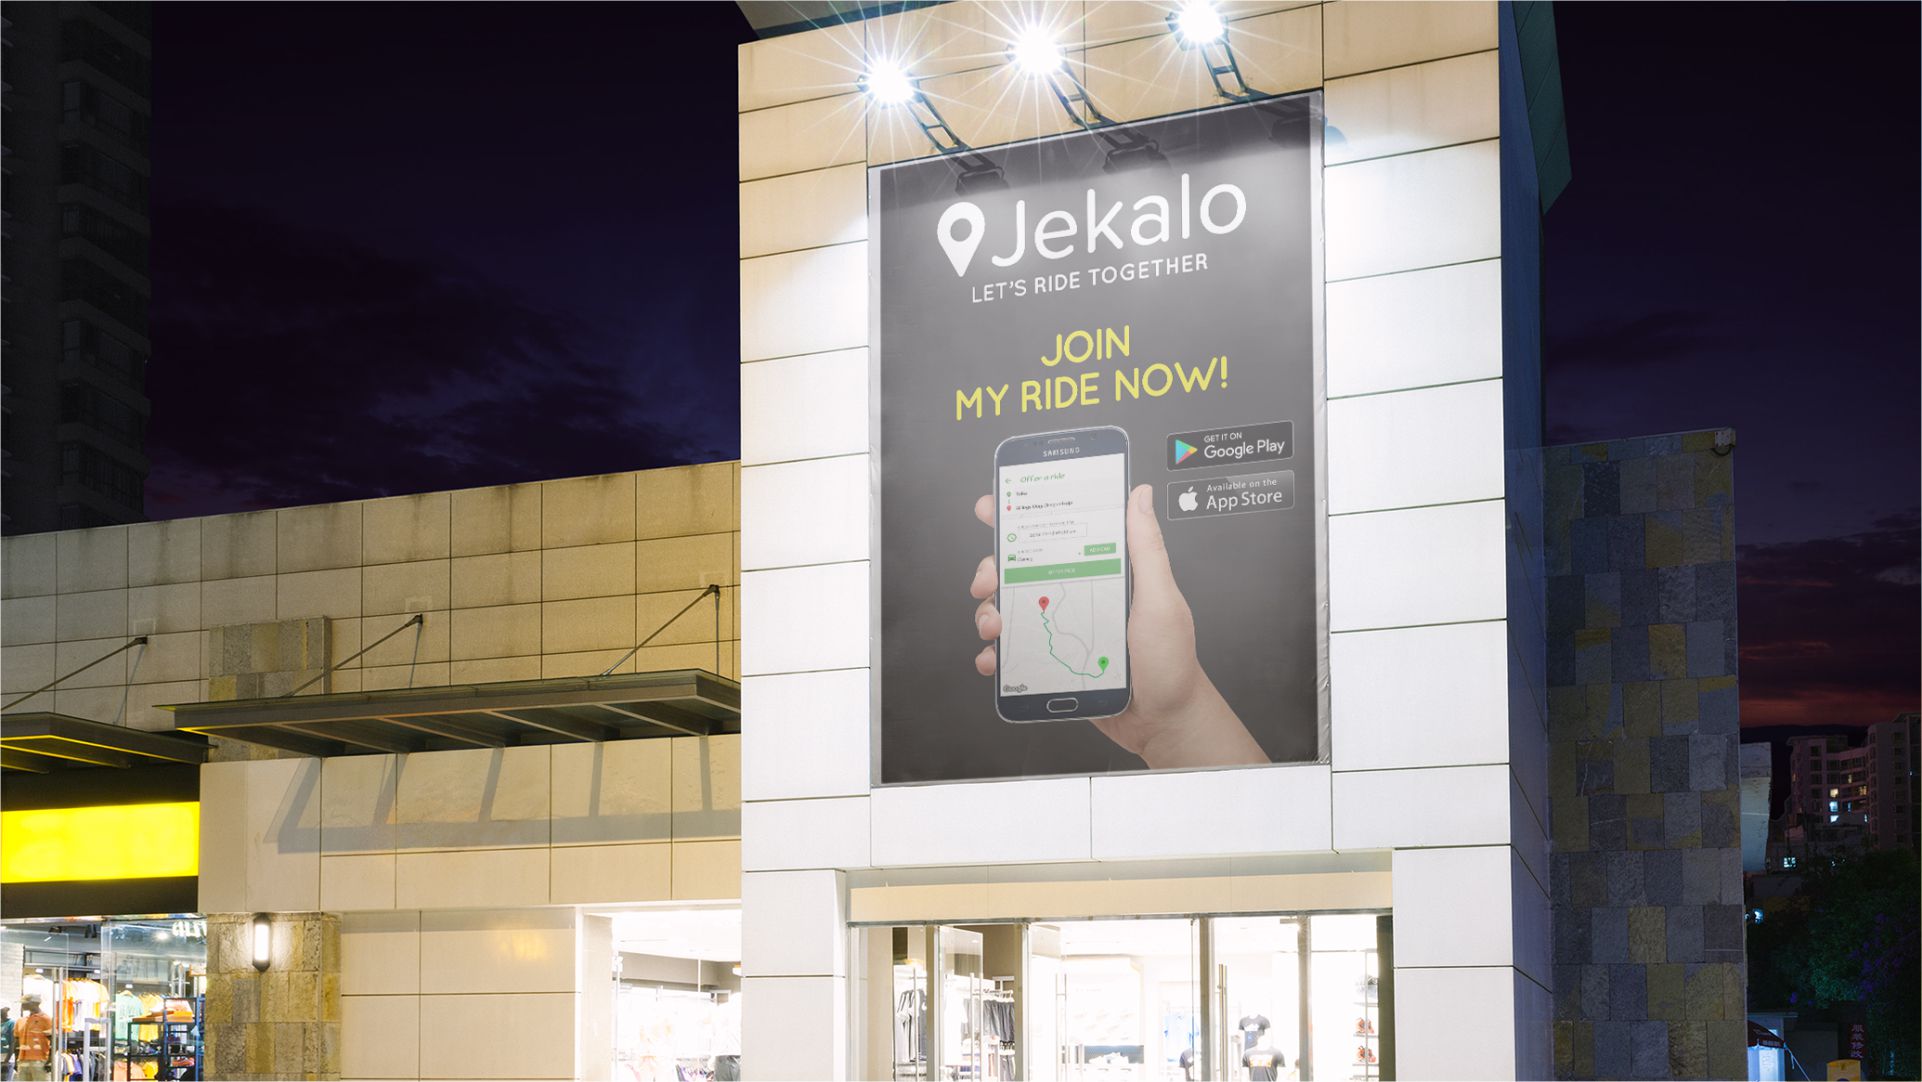 Jekalo
LET'S RIDE TOGETHER
JOIN
MY RIDE NOW!
GET IT ON
Google Play
Available on the
App Store
SAMSUNG
Offer a ride
Google